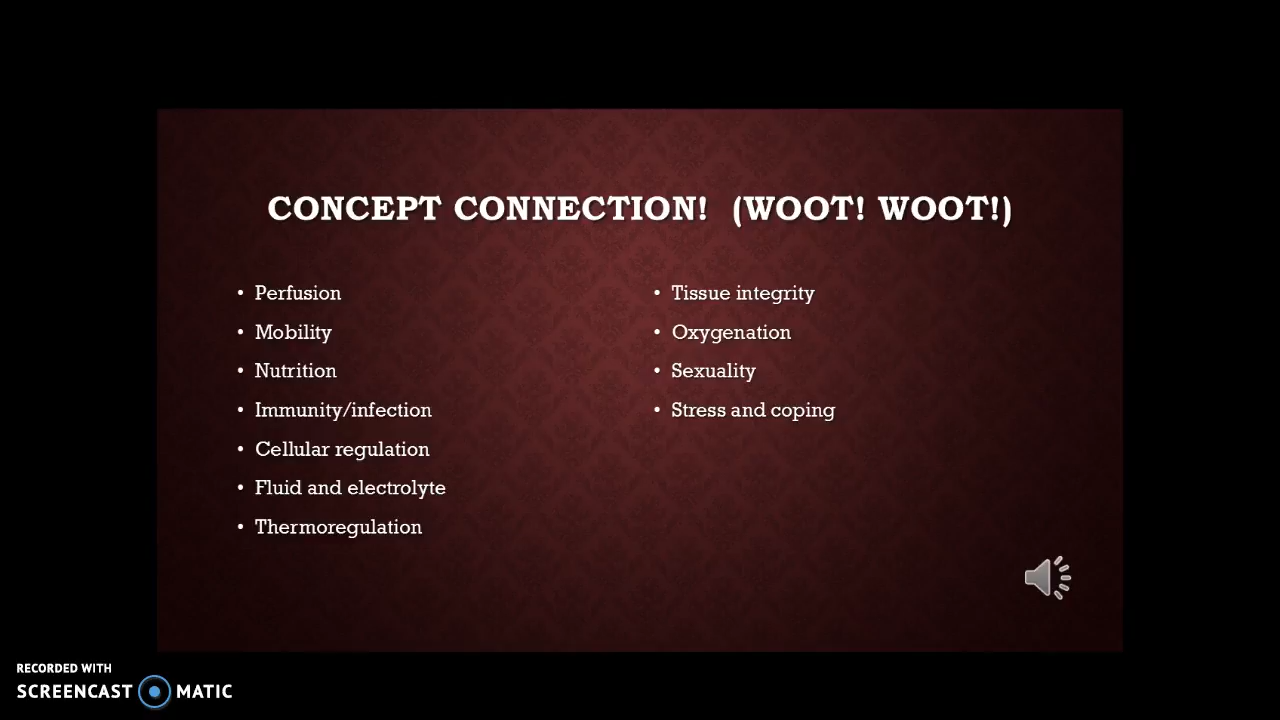 CONCEPT CONNECTION! (WOOT! WOOT!)
• Perfusion
• Mobility
• Nutrition
• Immunity/infection
• Cellular regulation
• Fluid and electrolyte
• Thermoregulation
• Tissue integrity
• Oxygenation
• Sexuality
• Stress and coping
RECORDED WITH
SCREENCAST MATIC